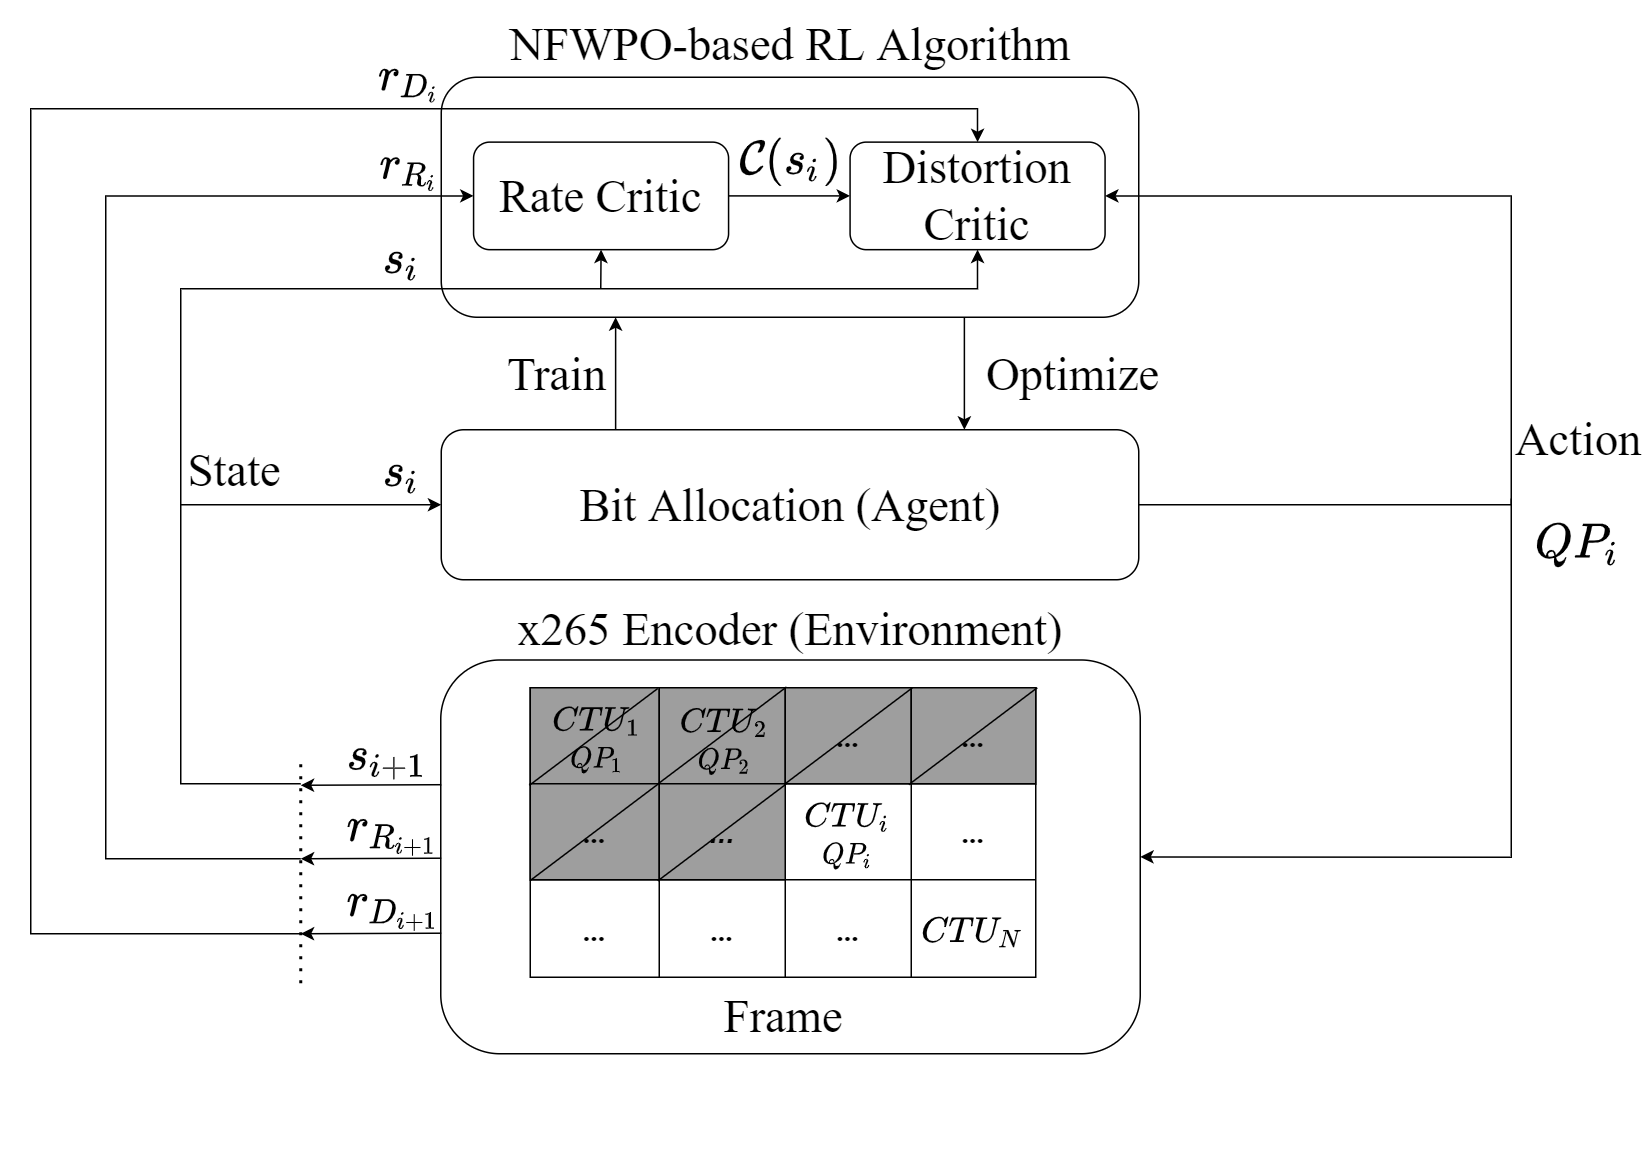 NFWPO-based RL Algorithm
r_{D_i}
r_{R_i}
Rate Critic
𝒞(s_i)
Distortion
Critic
s_i
Train
Optimize
Action
State
s_i
Bit Allocation (Agent)
QP_i
x265 Encoder (Environment)
CTU_1
QP_1
CTU_2
QP_2
...
...
s_{i+1}
...
...
CTU_i
QP_i
...
r_{R_{i+1}}
r_{D_{i+1}}
...
...
...
CTU_N
Frame